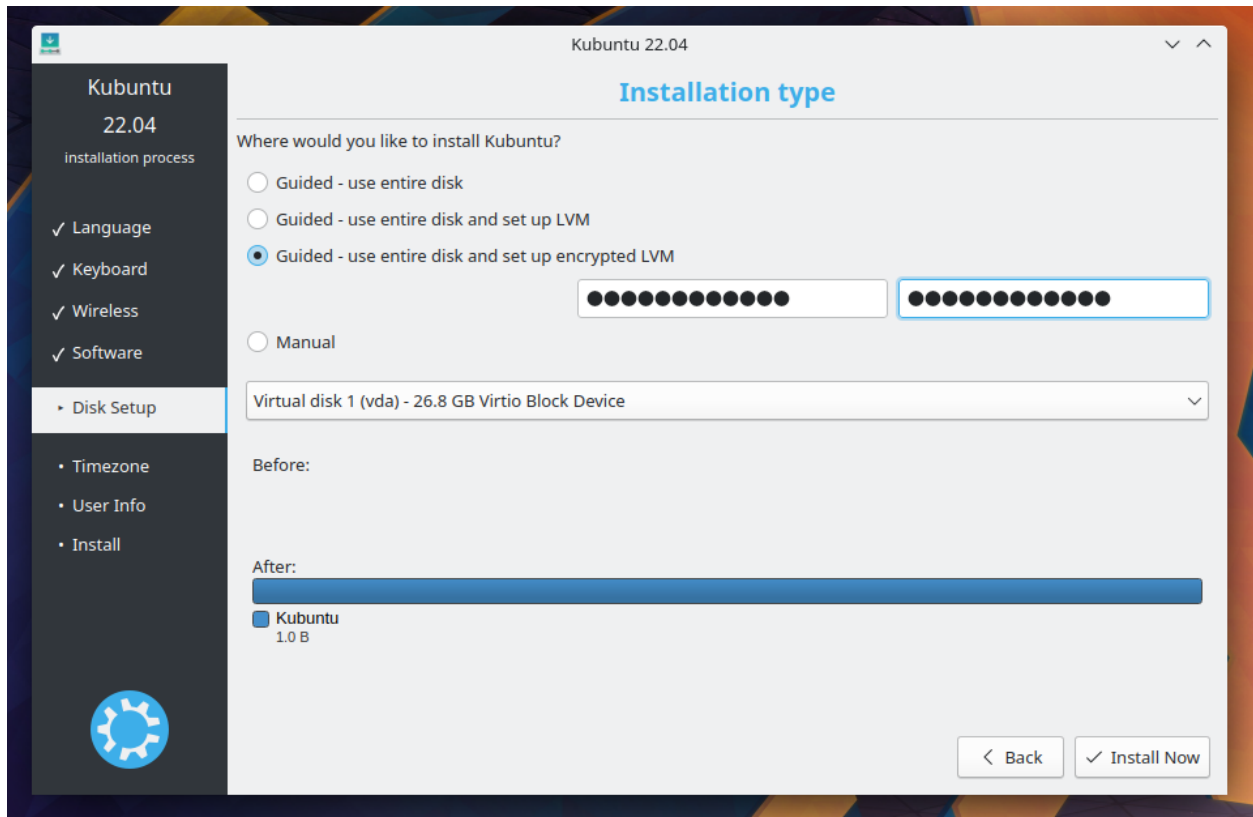 Kubuntu 22.04
Kubuntu
22.04
installation process
✓ Language
✓ Keyboard
✓ Wireless
✓ Software
‣ Disk Setup
• Timezone
• User Info
• Install
Installation type
Where would you like to install Kubuntu?
Guided - use entire disk
Guided - use entire disk and set up LVM
Guided - use entire disk and set up encrypted LVM
●●●●●●●●●●●● ●●●●●●●●●●●●
Manual
Virtual disk 1 (vda) - 26.8 GB Virtio Block Device
Before:
After:
Kubuntu
1.0 B
Back
Install Now